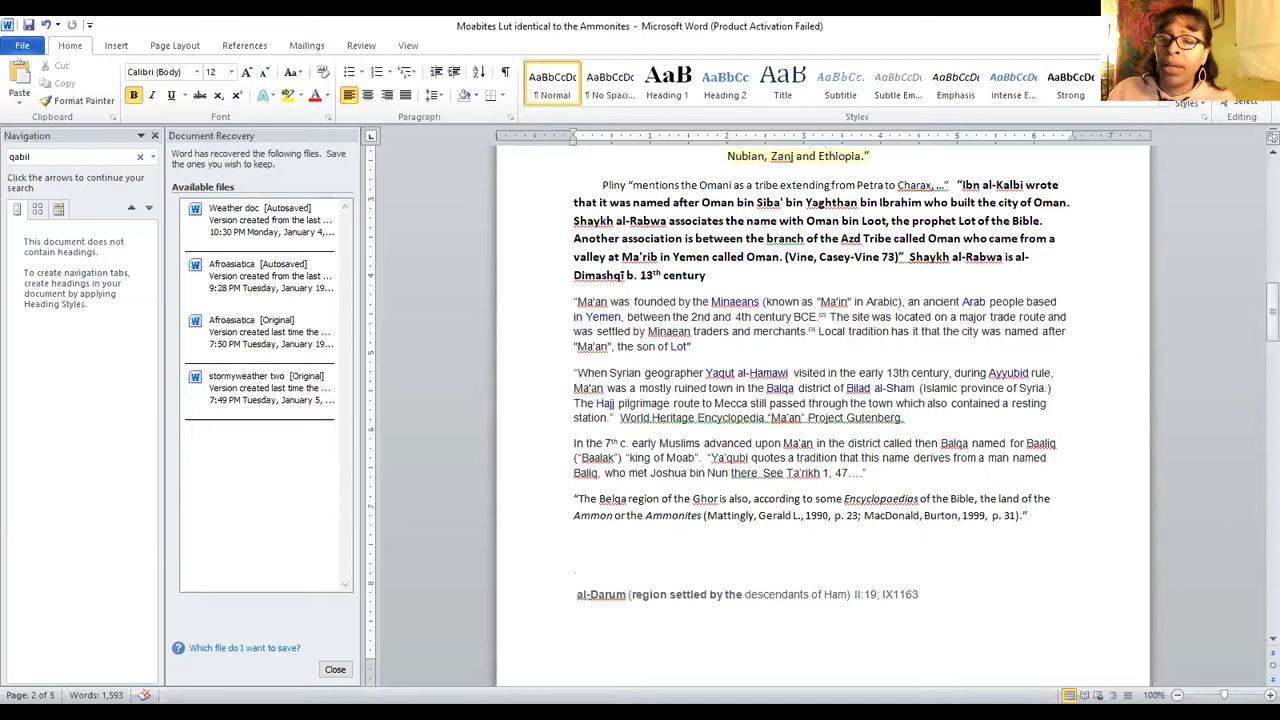 Moabites Lut identical to the Ammonites - Microsoft Word (Product Activation Failed)
File Home Insert Page Layout References Mailings Review View
Cut
Copy
Paste
Format Painter
Calibri (Body) 12
AaBbCcDc AaBbCcDc AaB AaBbCc AaB AaBbCc AaBbCcDc AaBbCcDc AaBbCcDc AaBbCcDc
¶ Normal ¶ No Spaci... Heading 1 Heading 2 Title Subtitle Subtle Em... Emphasis Intense E... Strong
Styles
Select
Clipboard Font Paragraph Styles Editing
Navigation
Document Recovery
qabil
Click the arrows to continue your search
This document does not contain headings.
To create navigation tabs, create headings in your document by applying Heading Styles.
Word has recovered the following files. Save the ones you wish to keep.
Available files
Weather doc [Autosaved]
Version created from the last ...
10:30 PM Monday, January 4,...
Afroasiatica [Autosaved]
Version created from the last ...
9:28 PM Tuesday, January 19...
Afroasiatica [Original]
Version created last time the ...
7:50 PM Tuesday, January 19...
stormyweather two [Original]
Version created last time the ...
7:49 PM Tuesday, January 5, ...
Which file do I want to save?
Close
1 2 3 4 5 6 7
Nubian, Zanj and Ethiopia.”
Pliny “mentions the Omani as a tribe extending from Petra to Charax, …” “Ibn al-Kalbi wrote
that it was named after Oman bin Siba' bin Yaghthan bin Ibrahim who built the city of Oman.
Shaykh al-Rabwa associates the name with Oman bin Loot, the prophet Lot of the Bible.
Another association is between the branch of the Azd Tribe called Oman who came from a
valley at Ma'rib in Yemen called Oman. (Vine, Casey-Vine 73)” Shaykh al-Rabwa is al-
Dimashqī b. 13th century
“Ma'an was founded by the Minaeans (known as "Ma'in" in Arabic), an ancient Arab people based
in Yemen, between the 2nd and 4th century BCE.[2] The site was located on a major trade route and
was settled by Minaean traders and merchants.[3] Local tradition has it that the city was named after
"Ma'an", the son of Lot”
“When Syrian geographer Yaqut al-Hamawi visited in the early 13th century, during Ayyubid rule,
Ma'an was a mostly ruined town in the Balqa district of Bilad al-Sham (Islamic province of Syria.)
The Hajj pilgrimage route to Mecca still passed through the town which also contained a resting
station.” World Heritage Encyclopedia “Ma’an” Project Gutenberg.
In the 7th c. early Muslims advanced upon Ma’an in the district called then Balqa named for Baaliq
(“Baalak”) “king of Moab”. “Ya’qubi quotes a tradition that this name derives from a man named
Baliq, who met Joshua bin Nun there See Ta’rikh 1, 47….”
“The Belqa region of the Ghor is also, according to some Encyclopaedias of the Bible, the land of the
Ammon or the Ammonites (Mattingly, Gerald L., 1990, p. 23; MacDonald, Burton, 1999, p. 31).”
.
al-Darum (region settled by the descendants of Ham) II:19; IX1163
Page: 2 of 5 Words: 1,593 100%